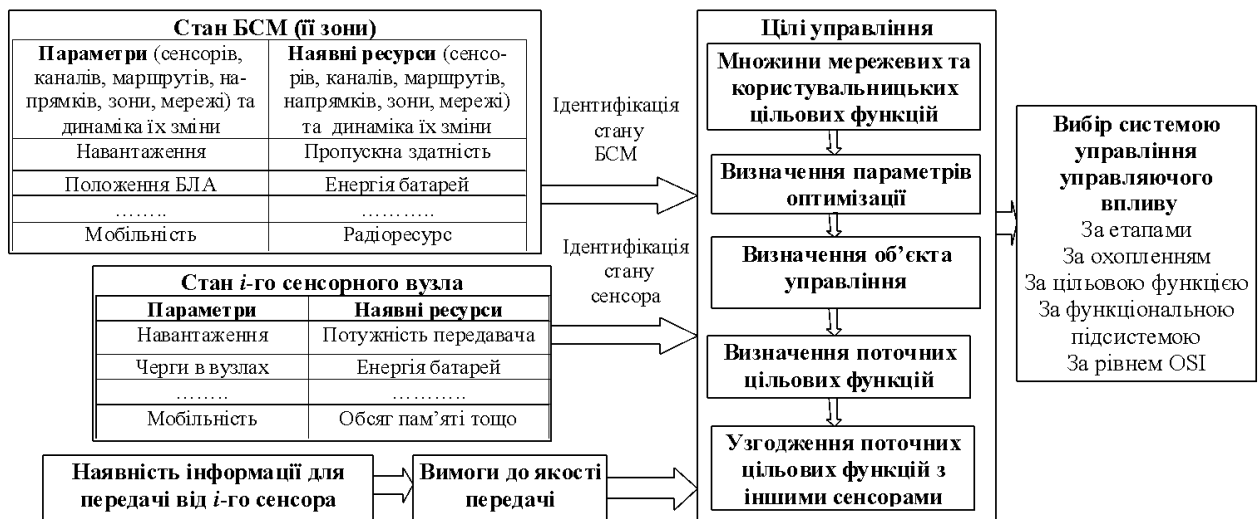 Стан БСМ (її зони)
Параметри (сенсорів,
каналів, маршрутів, на-
прямків, зони, мережі) та
динаміка їх зміни
Наявні ресурси (сенсо-
рів, каналів, маршрутів,
напрямків, зони, мережі)
та динаміка їх зміни
Навантаження
Пропускна здатність
Положення БЛА
Енергія батарей
……..
………..
Мобільність
Радіоресурс
Ідентифікація
стану
БСМ
Стан і-го сенсорного вузла
Параметри
Наявні ресурси
Навантаження
Потужність передавача
Черги в вузлах
Енергія батарей
……..
………..
Мобільність
Обсяг пам’яті тощо
Ідентифікація
стану
сенсора
Наявність інформації для
передачі від і-го сенсора
Вимоги до якості
передачі
Цілі управління
Множини мережевих та
користувальницьких
цільових функцій
Визначення параметрів
оптимізації
Визначення об’єкта
управління
Визначення поточних
цільових функцій
Узгодження поточних
цільових функцій з
іншими сенсорами
Вибір системою
управління
управляючого
впливу
За етапами
За охопленням
За цільовою функцією
За функціональною
підсистемою
За рівнем OSI